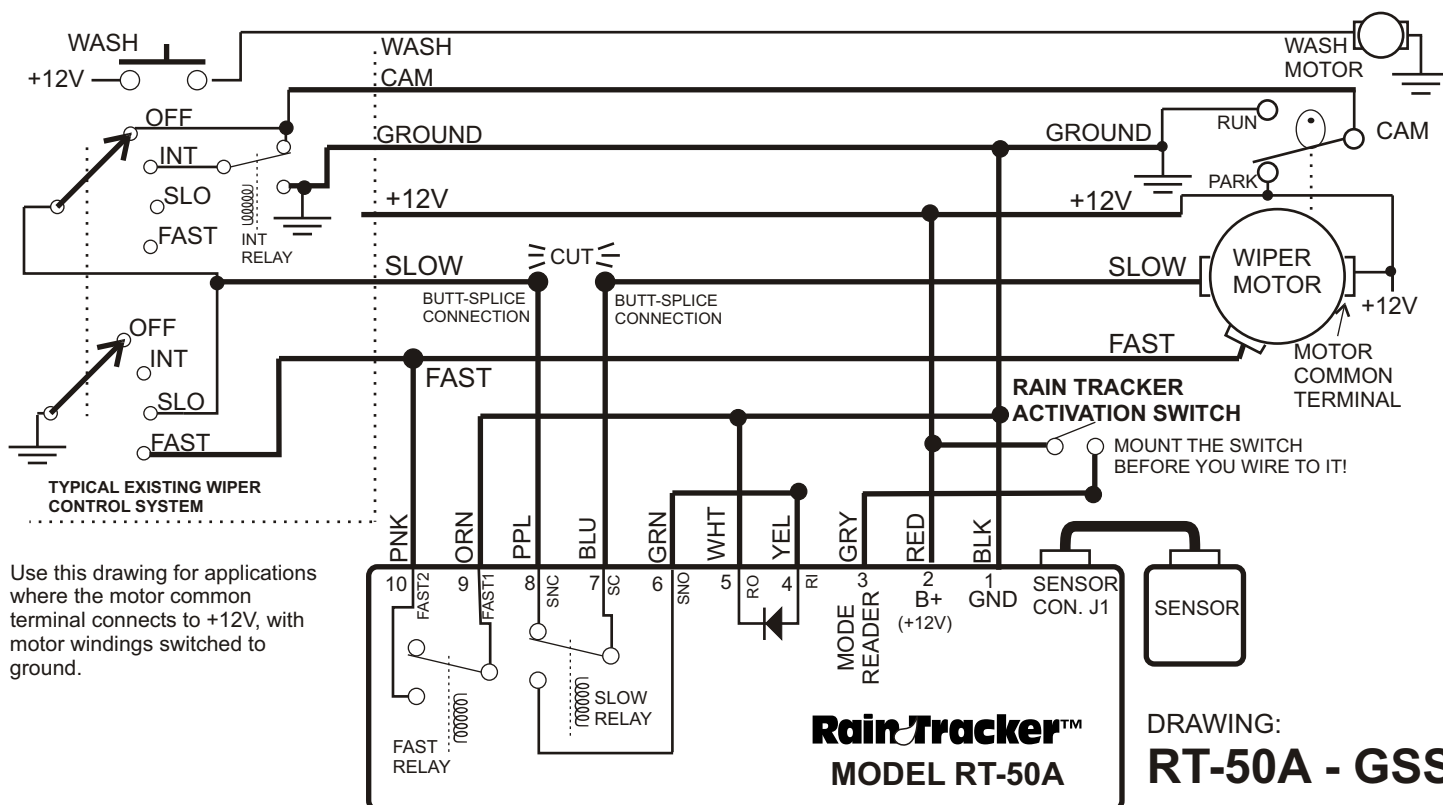 WASH
+12V
WASH
CAM
WASH
MOTOR
OFF
INT
SLO
FAST
INT
RELAY
GROUND
GROUND
RUN
CAM
PARK
+12V
+12V
SLOW
CUT
SLOW
BUTT-SPLICE
CONNECTION
BUTT-SPLICE
CONNECTION
WIPER
MOTOR
+12V
OFF
INT
SLO
FAST
FAST
FAST
MOTOR
COMMON
TERMINAL
RAIN TRACKER
ACTIVATION SWITCH
MOUNT THE SWITCH
BEFORE YOU WIRE TO IT!
TYPICAL EXISTING WIPER
CONTROL SYSTEM
Use this drawing for applications
where the motor common
terminal connects to +12V, with
motor windings switched to
ground.
PNK
ORN
PPL
BLU
GRN
WHT
YEL
GRY
RED
BLK
10
9
8
7
6
5
4
3
2
1
FAST2
FAST1
SNC
SC
SNO
RO
RI
MODE
READER
B+
(+12V)
GND
SENSOR
CON. J1
SENSOR
FAST
RELAY
SLOW
RELAY
RainTracker™
MODEL RT-50A
DRAWING:
RT-50A - GSS